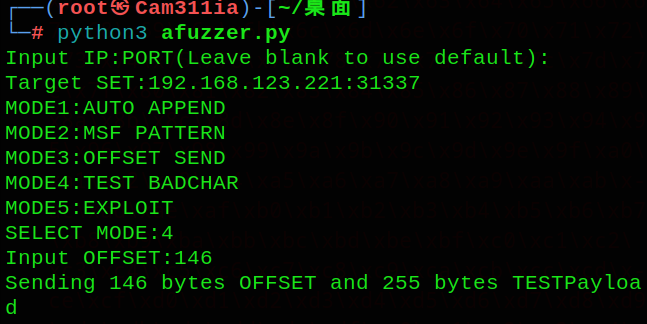 ┌──(root㉿Cam311ia)-[~/桌面]
└─# python3 afuzzer.py
Input IP:PORT(Leave blank to use default):
Target SET:192.168.123.221:31337
MODE1:AUTO APPEND
MODE2:MSF PATTERN
MODE3:OFFSET SEND
MODE4:TEST BADCHAR
MODE5:EXPLOIT
SELECT MODE:4
Input OFFSET:146
Sending 146 bytes OFFSET and 255 bytes TESTPayloa
d